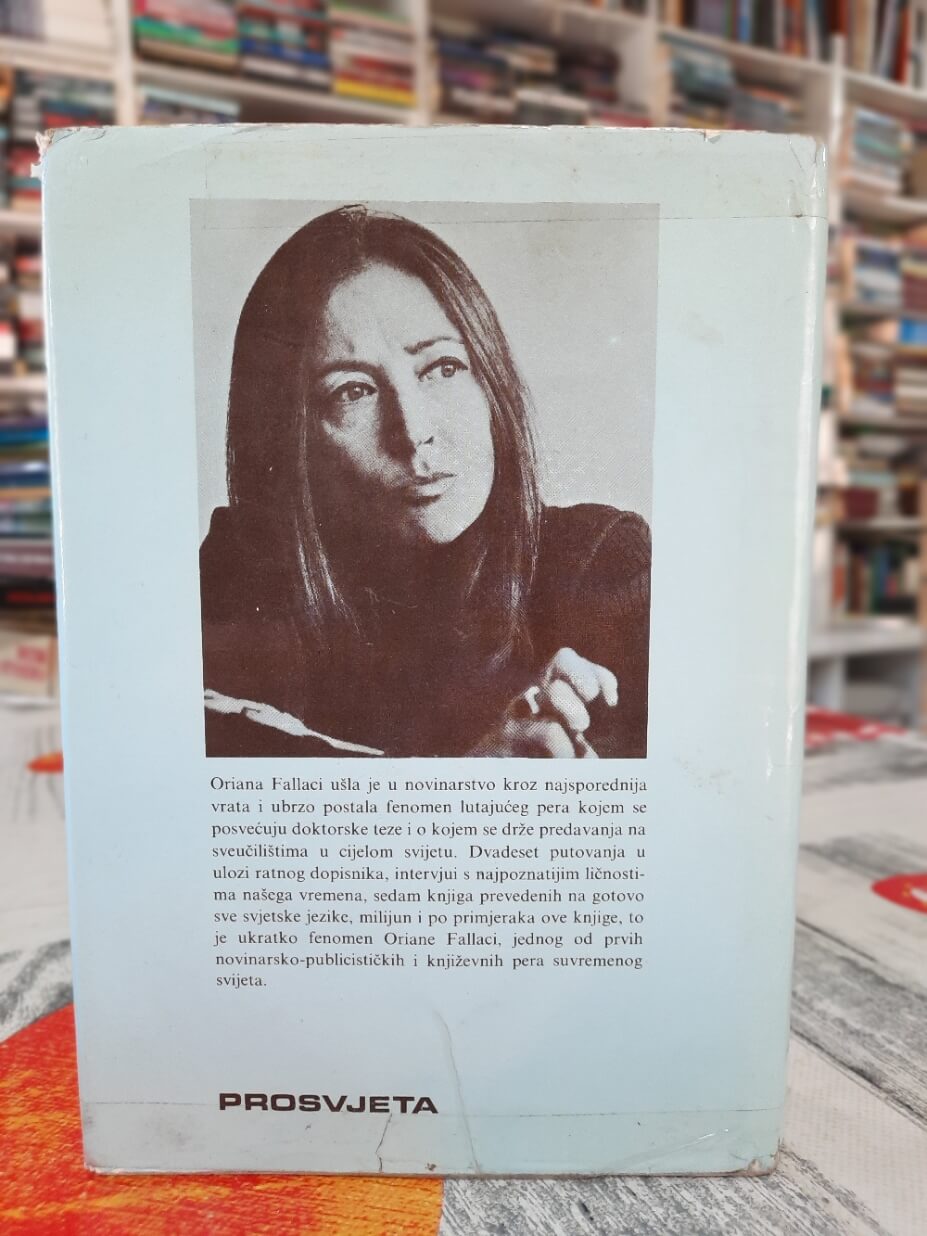 Oriana Fallaci ušla je u novinarstvo kroz najsporednija
vrata i ubrzo postala fenomen lutajućeg pera kojem se
posvećuju doktorske teze i o kojem se drže predavanja na
sveučilištima u cijelom svijetu. Dvadeset putovanja u
ulozi ratnog dopisnika, intervjui s najpoznatijim ličnosti-
ma našega vremena, sedam knjiga prevedenih na gotovo
sve svjetske jezike, milijun i po primjeraka ove knjige, to
je ukratko fenomen Oriane Fallaci, jednog od prvih
novinarsko-publicističkih i književnih pera suvremenog
svijeta.
PROSVJETA